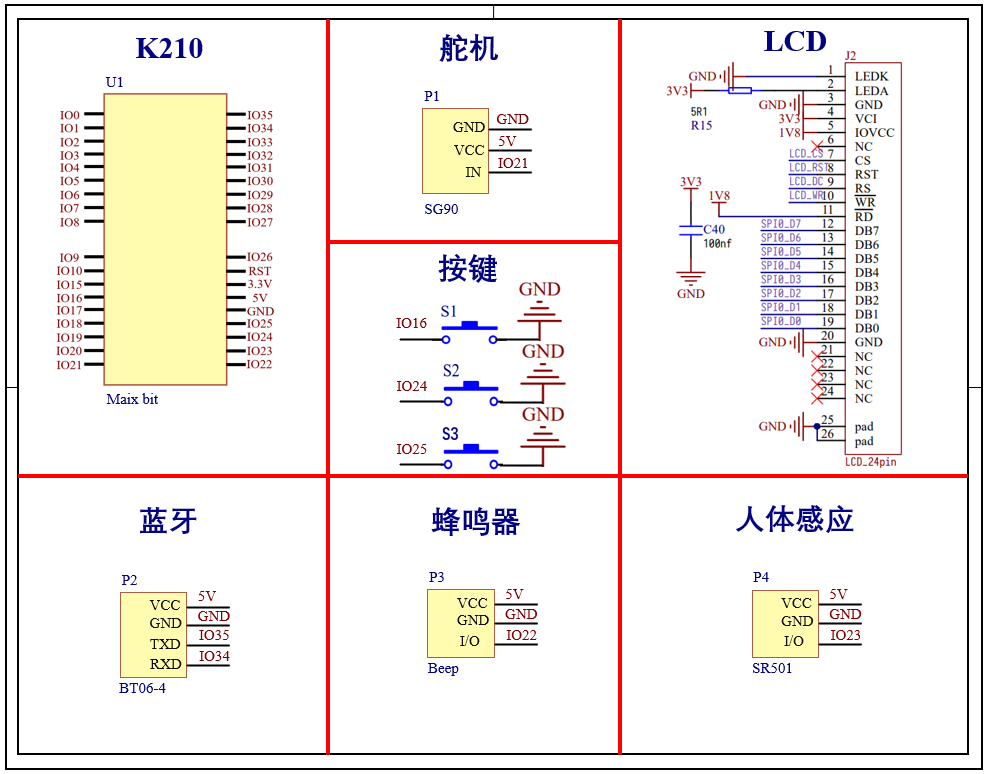 K210
U1
IO0
IO1
IO2
IO3
IO4
IO5
IO6
IO7
IO8
IO9
IO10
IO15
IO16
IO17
IO18
IO19
IO20
IO21
IO35
IO34
IO33
IO32
IO31
IO30
IO29
IO28
IO27
IO26
RST
3.3V
5V
GND
IO25
IO24
IO23
IO22
Maix bit
舵机
P1
GND GND
VCC 5V
IN IO21
SG90
按键
GND
S1
IO16
GND
S2
IO24
GND
S3
IO25
LCD
J2
GND 1 LEDK
3V3 2 LEDA
5R1
R15
GND 3 GND
3V3 4 VCI
1V8 5 IOVCC
6 NC
LCD_CS 7 CS
LCD_RST 8 RST
LCD_DC 9 RS
LCD_WR 10 WR
11 RD
SPI0_D7 12 DB7
SPI0_D6 13 DB6
SPI0_D5 14 DB5
SPI0_D4 15 DB4
SPI0_D3 16 DB3
SPI0_D2 17 DB2
SPI0_D1 18 DB1
SPI0_D0 19 DB0
GND 20 GND
21 NC
22 NC
23 NC
24 NC
GND 25 pad
26 pad
LCD_24pin
3V3
1V8
C40
100nf
GND
蓝牙
P2
VCC 5V
GND GND
TXD IO35
RXD IO34
BT06-4
蜂鸣器
P3
VCC 5V
GND GND
I/O IO22
Beep
人体感应
P4
VCC 5V
GND GND
I/O IO23
SR501